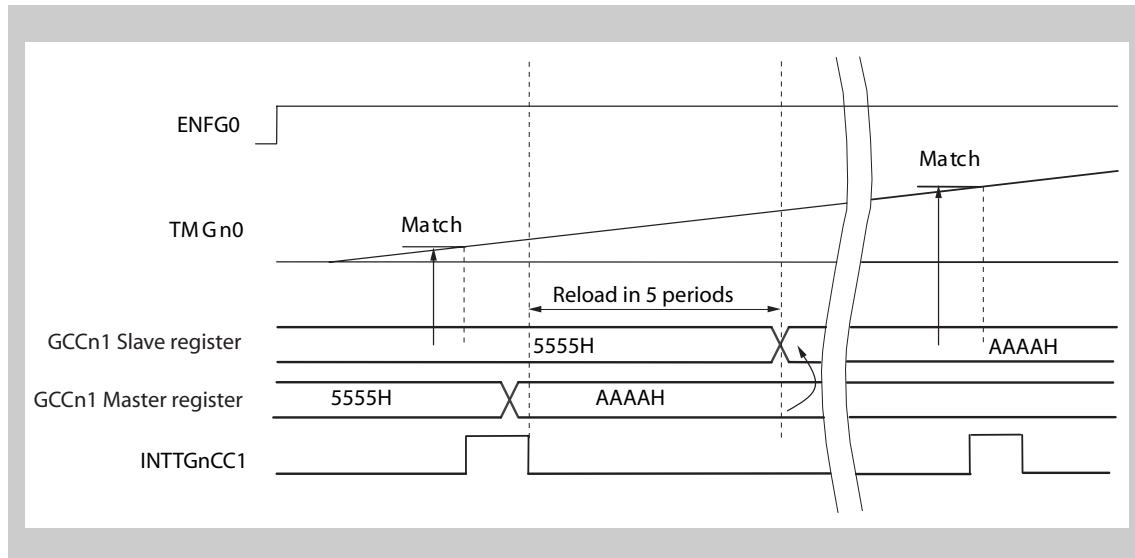 ENFG0
Match
Match
TMGn0
Reload in 5 periods
GCCn1 Slave register
5555H
AAAAH
GCCn1 Master register
5555H
AAAAH
INTTGnCC1